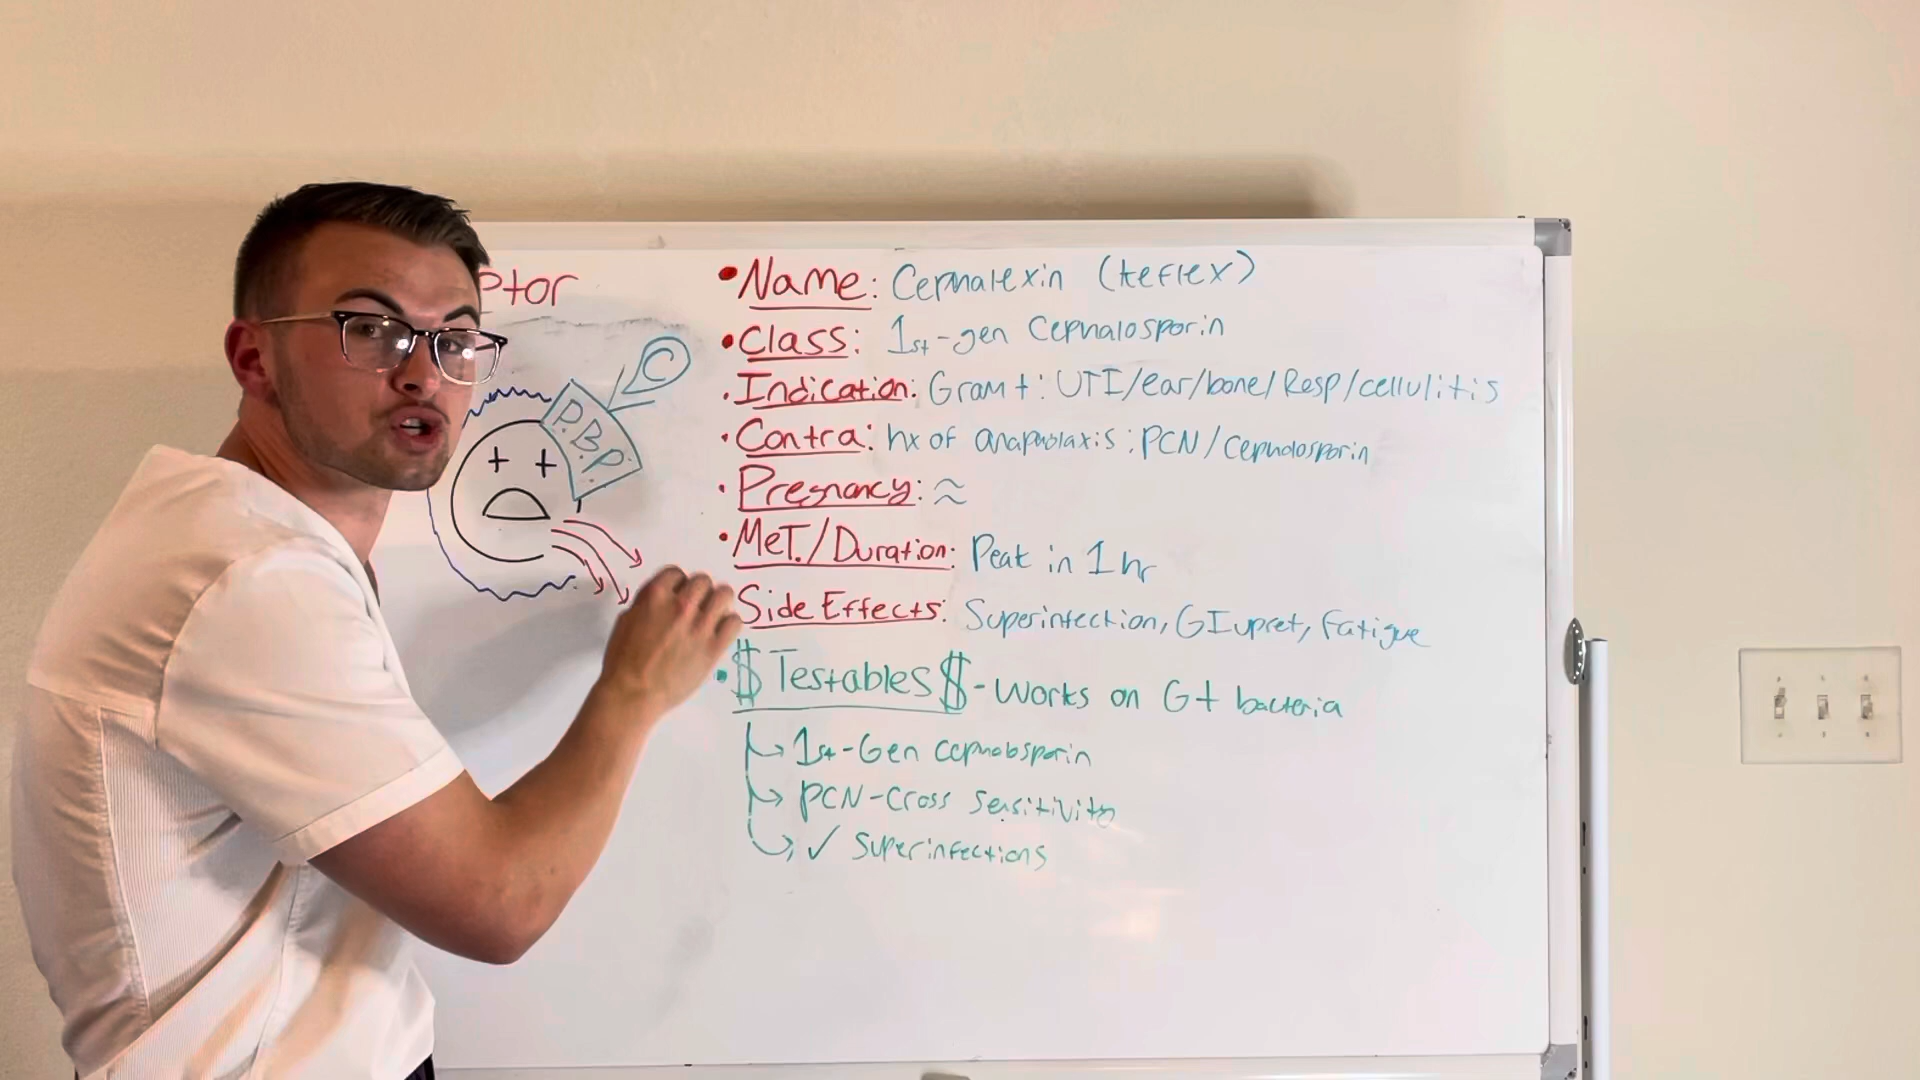 ptor
•Name: Cephalexin (Keflex)
•Class: 1st-gen Cephalosporin
•Indication: Gram +: UTI/ear/bone/Resp/cellulitis
•Contra: hx of anaphylaxis: PCN/Cephalosporin
•Pregnancy: ≈
•MeT./Duration: Peak in 1 hr
Side Effects: Superinfection, GI upset, Fatigue
•$Testables$ - Works on G+ bacteria
→ 1st-Gen cephalosporin
→ PCN-Cross Sensitivity
→ ✓ Superinfections
C
P.B.P.